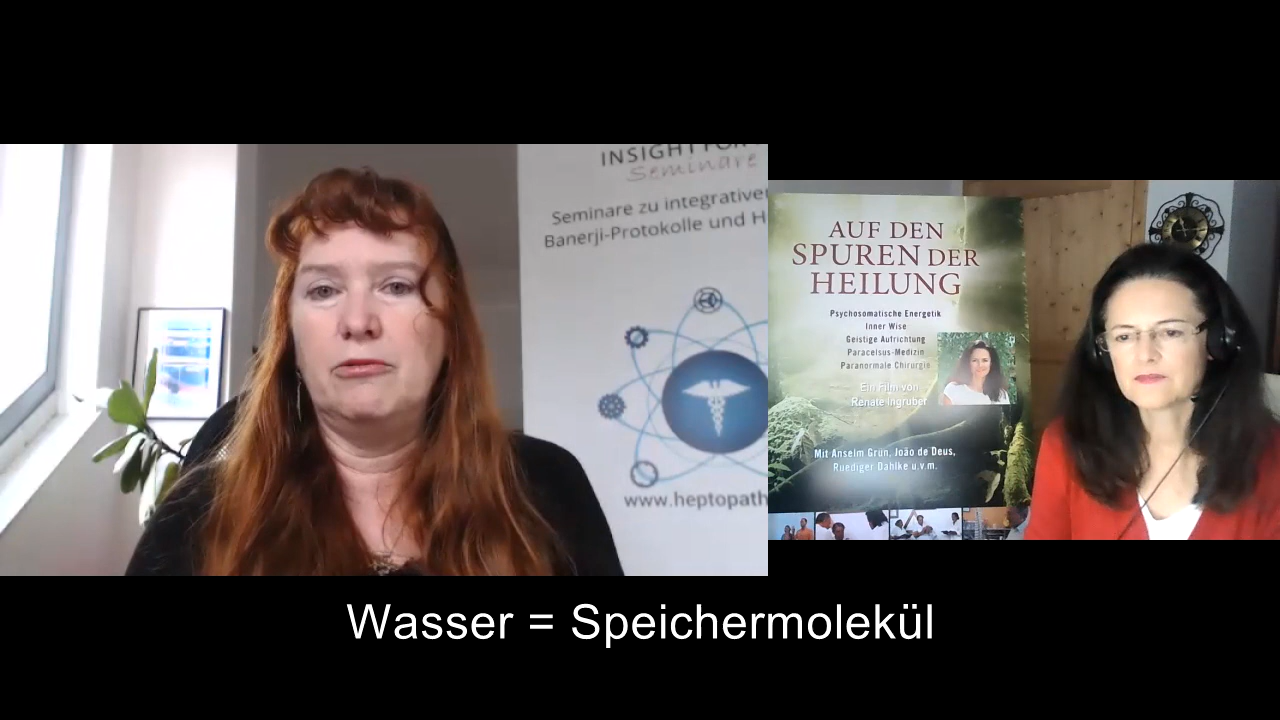 INSIGHT FOR
Seminare
Seminare zu integrativer
Banerji-Protokolle und H
www.heptopath
AUF DEN
SPUREN DER
HEILUNG
Psychosomatische Energetik
Inner Wise
Geistige Aufrichtung
Paracelsus-Medizin
Paranormale Chirurgie
Ein Film von
Renate Ingruber
Mit Anselm Grün, João de Deus,
Ruediger Dahlke u.v.m.
Wasser = Speichermolekül